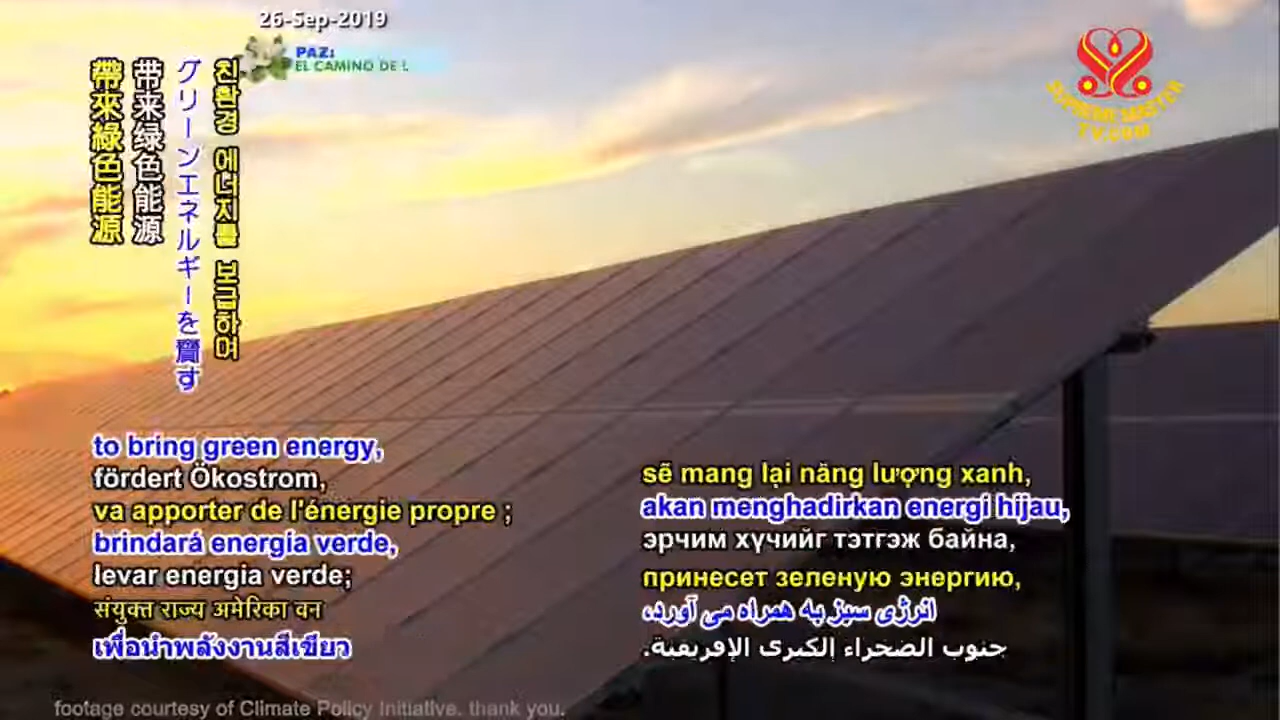 26-Sep-2019
PAZ:
EL CAMINO DE L
SUPREME MASTER
TV.COM
친환경 에너지를 보급하며
グリーンエネルギーを齎す
带来绿色能源
帶來綠色能源
to bring green energy,
fördert Ökostrom,
va apporter de l'énergie propre ;
brindará energía verde,
levar energia verde;
संयुक्त राज्य अमेरिका वन
เพื่อนำพลังงานสีเขียว
sẽ mang lại năng lượng xanh,
akan menghadirkan energi hijau,
эрчим хүчийг тэтгэж байна,
принесет зеленую энергию,
انرژی سبز به همراه می آورد،
جنوب الصحراء الكبرى الإفريقية.
footage courtesy of Climate Policy Initiative. thank you.